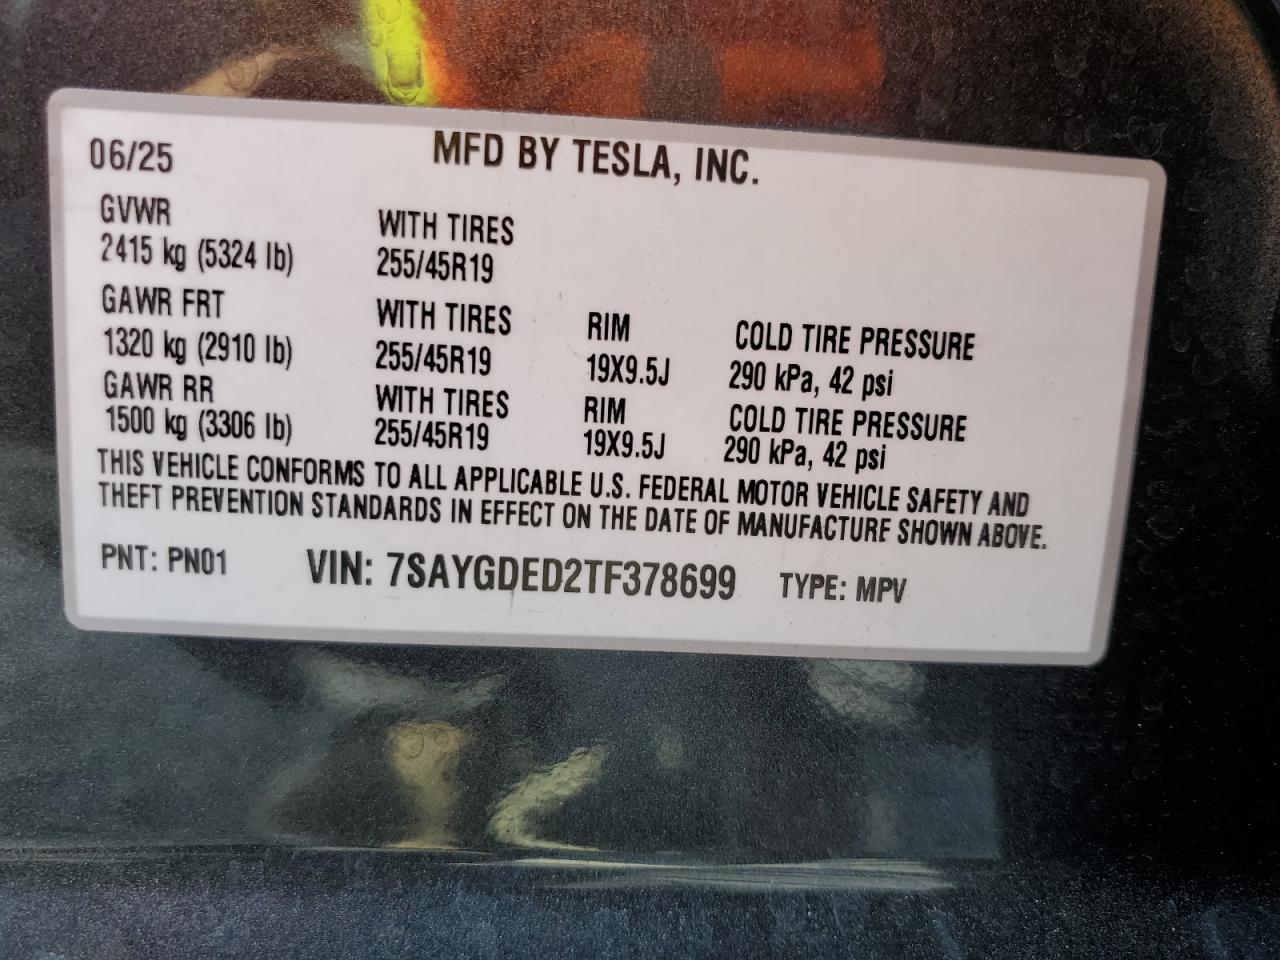 06/25 MFD BY TESLA, INC.
GVWR WITH TIRES
2415 kg (5324 lb) 255/45R19
GAWR FRT WITH TIRES RIM COLD TIRE PRESSURE
1320 kg (2910 lb) 255/45R19 19X9.5J 290 kPa, 42 psi
GAWR RR WITH TIRES RIM COLD TIRE PRESSURE
1500 kg (3306 lb) 255/45R19 19X9.5J 290 kPa, 42 psi
THIS VEHICLE CONFORMS TO ALL APPLICABLE U.S. FEDERAL MOTOR VEHICLE SAFETY AND
THEFT PREVENTION STANDARDS IN EFFECT ON THE DATE OF MANUFACTURE SHOWN ABOVE.
PNT: PN01 VIN: 7SAYGDED2TF378699 TYPE: MPV